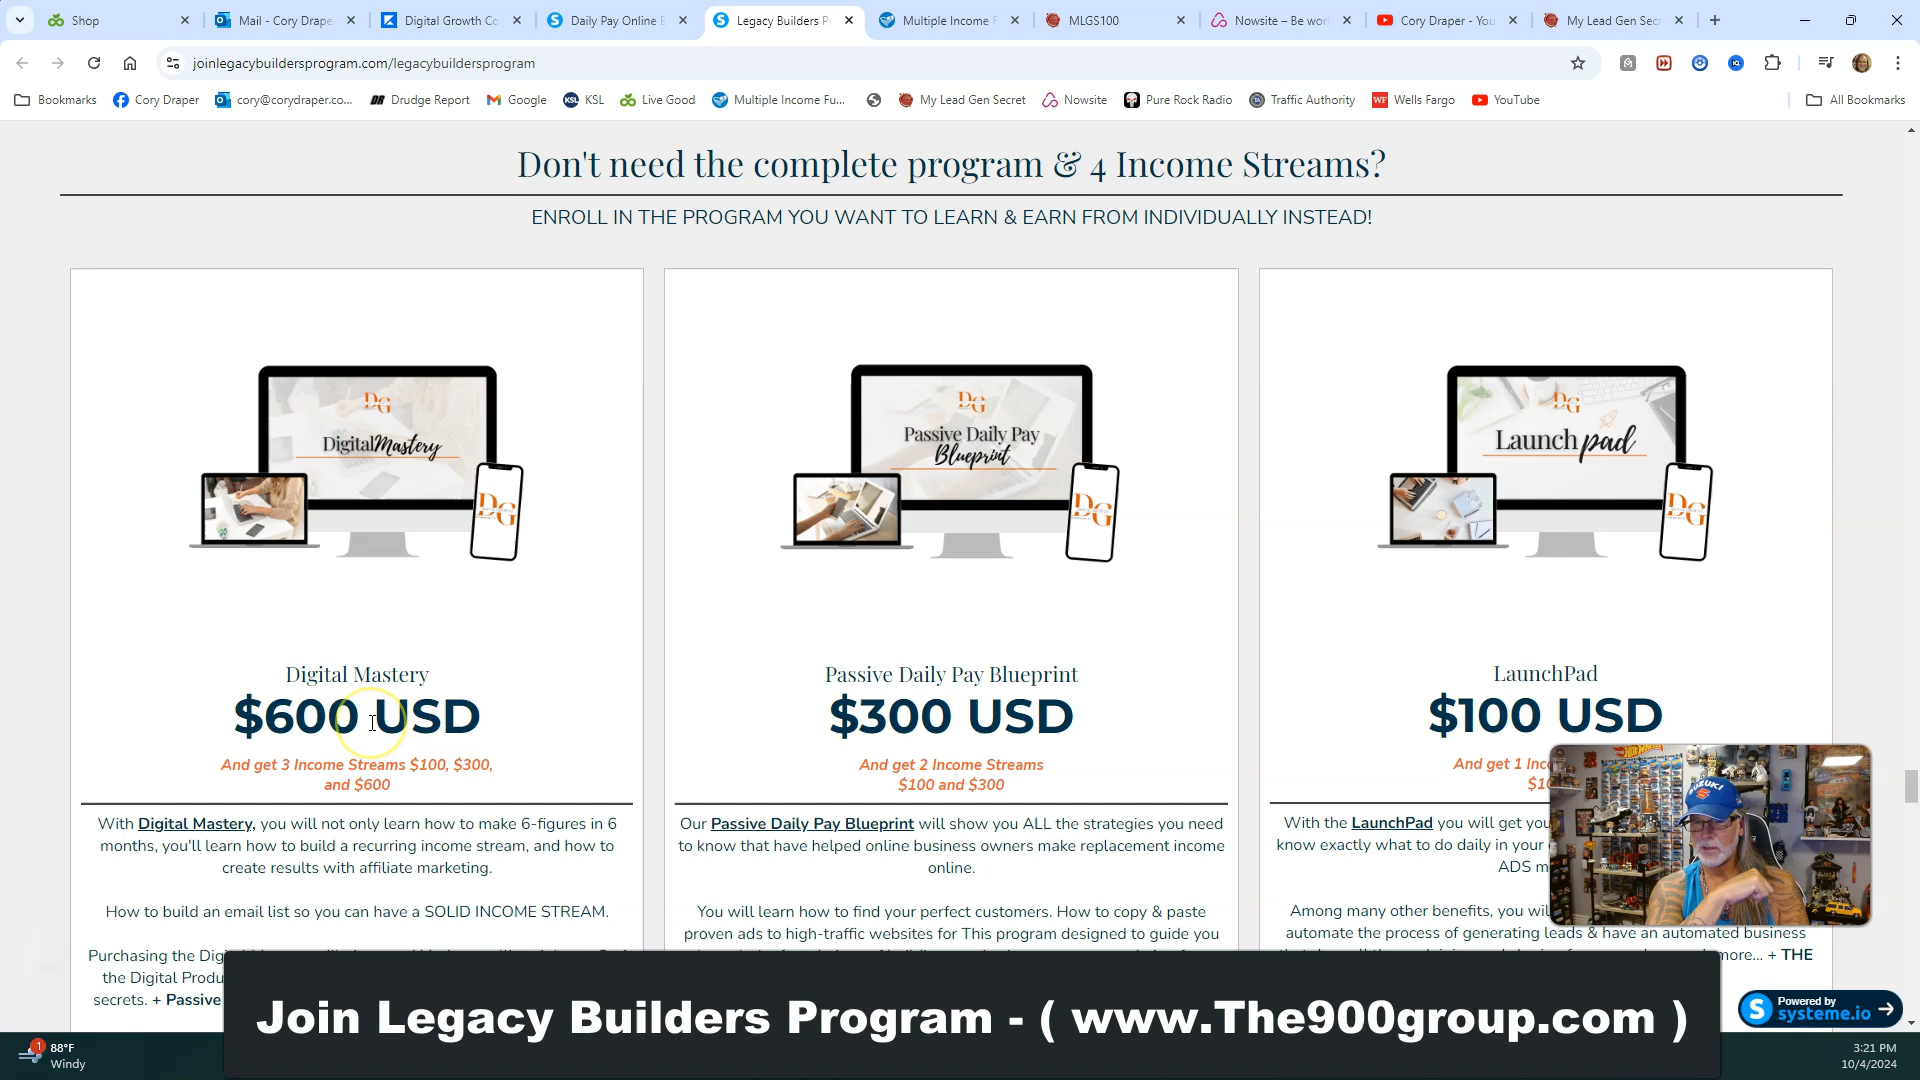 Shop
Mail - Cory Drape
Digital Growth Co
Daily Pay Online B
Legacy Builders P
Multiple Income F
MLGS100
Nowsite – Be wor
Cory Draper - You
My Lead Gen Sec
joinlegacybuildersprogram.com/legacybuildersprogram
Bookmarks
Cory Draper
cory@corydraper.co...
Drudge Report
Google
KSL
Live Good
Multiple Income Fu...
My Lead Gen Secret
Nowsite
Pure Rock Radio
Traffic Authority
Wells Fargo
YouTube
All Bookmarks
Don't need the complete program & 4 Income Streams?
ENROLL IN THE PROGRAM YOU WANT TO LEARN & EARN FROM INDIVIDUALLY INSTEAD!
DG
Digital Mastery
DG
Digital Mastery
$600 USD
And get 3 Income Streams $100, $300,
and $600
With Digital Mastery, you will not only learn how to make 6-figures in 6
months, you'll learn how to build a recurring income stream, and how to
create results with affiliate marketing.
How to build an email list so you can have a SOLID INCOME STREAM.
Purchasing the Dig
the Digital Produ
secrets. + Passive
DG
Passive Daily Pay
Blueprint
DG
Passive Daily Pay Blueprint
$300 USD
And get 2 Income Streams
$100 and $300
Our Passive Daily Pay Blueprint will show you ALL the strategies you need
to know that have helped online business owners make replacement income
online.
You will learn how to find your perfect customers. How to copy & paste
proven ads to high-traffic websites for This program designed to guide you
DG
Launch pad
DG
LaunchPad
$100 USD
And get 1 Inco
$10
With the LaunchPad you will get you
know exactly what to do daily in your
ADS m
Among many other benefits, you wil
automate the process of generating leads & have an automated business
more... + THE
SUZUKI
Join Legacy Builders Program - ( www.The900group.com )
Powered by
systeme.io
1
88°F
Windy
3:21 PM
10/4/2024